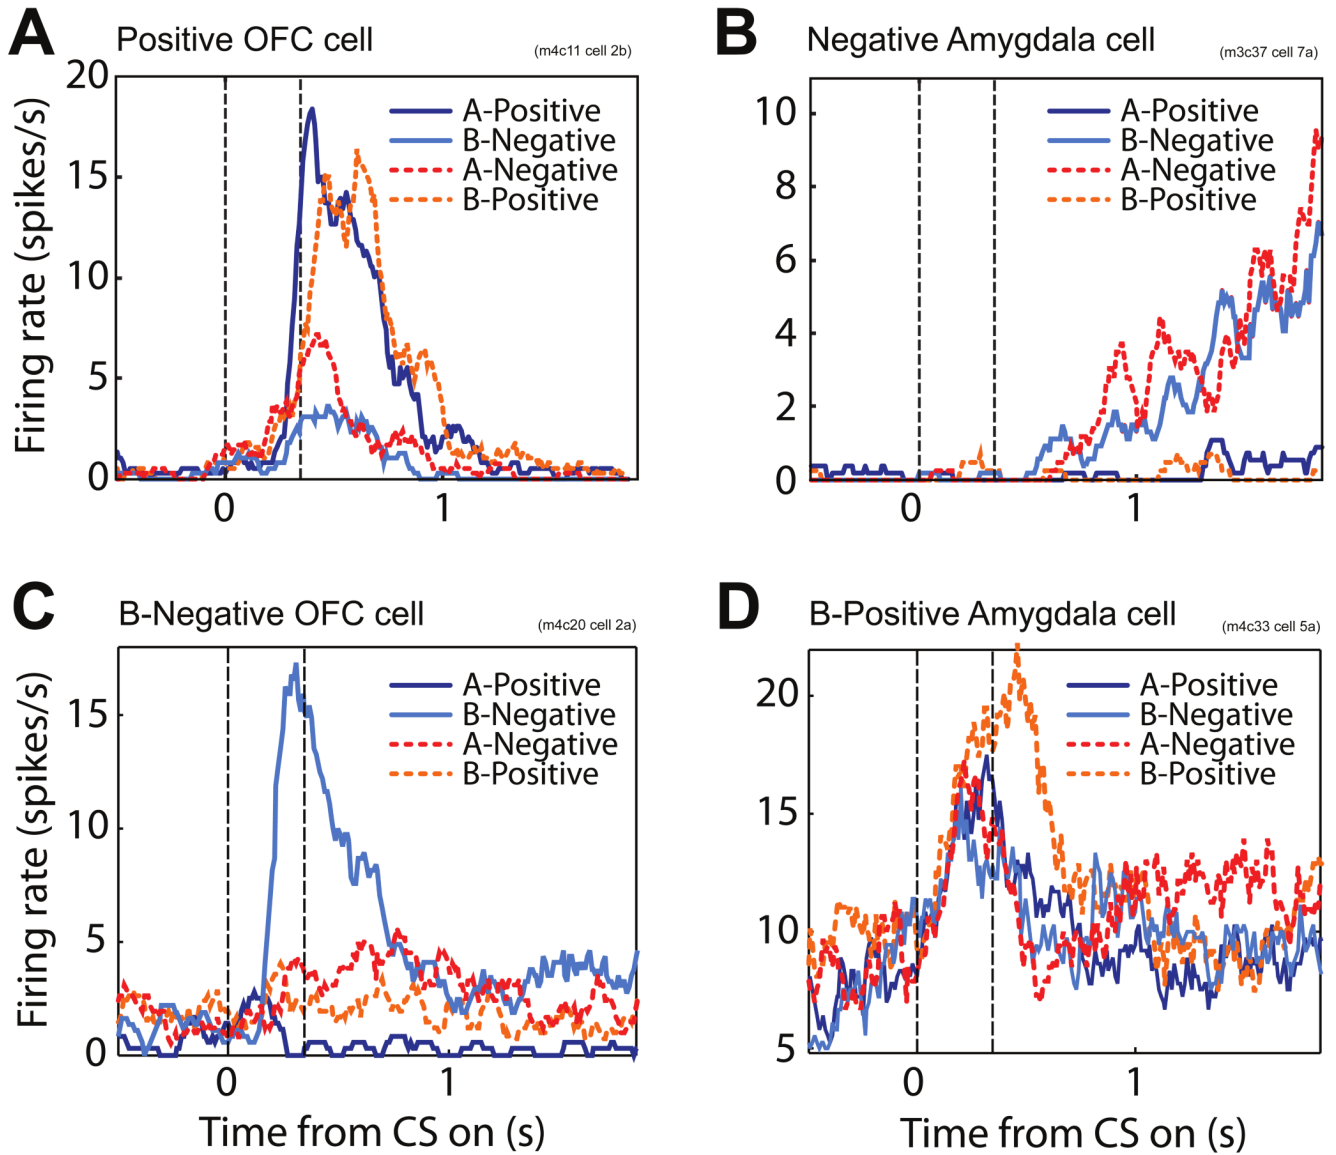 A
Positive OFC cell
(m4c11 cell 2b)
20
15
10
5
0
0
1
Firing rate (spikes/s)
A-Positive
B-Negative
A-Negative
B-Positive
B
Negative Amygdala cell
(m3c37 cell 7a)
10
8
6
4
2
0
0
1
A-Positive
B-Negative
A-Negative
B-Positive
C
B-Negative OFC cell
(m4c20 cell 2a)
15
10
5
0
0
1
Firing rate (spikes/s)
Time from CS on (s)
A-Positive
B-Negative
A-Negative
B-Positive
D
B-Positive Amygdala cell
(m4c33 cell 5a)
20
15
10
5
0
1
Time from CS on (s)
A-Positive
B-Negative
A-Negative
B-Positive